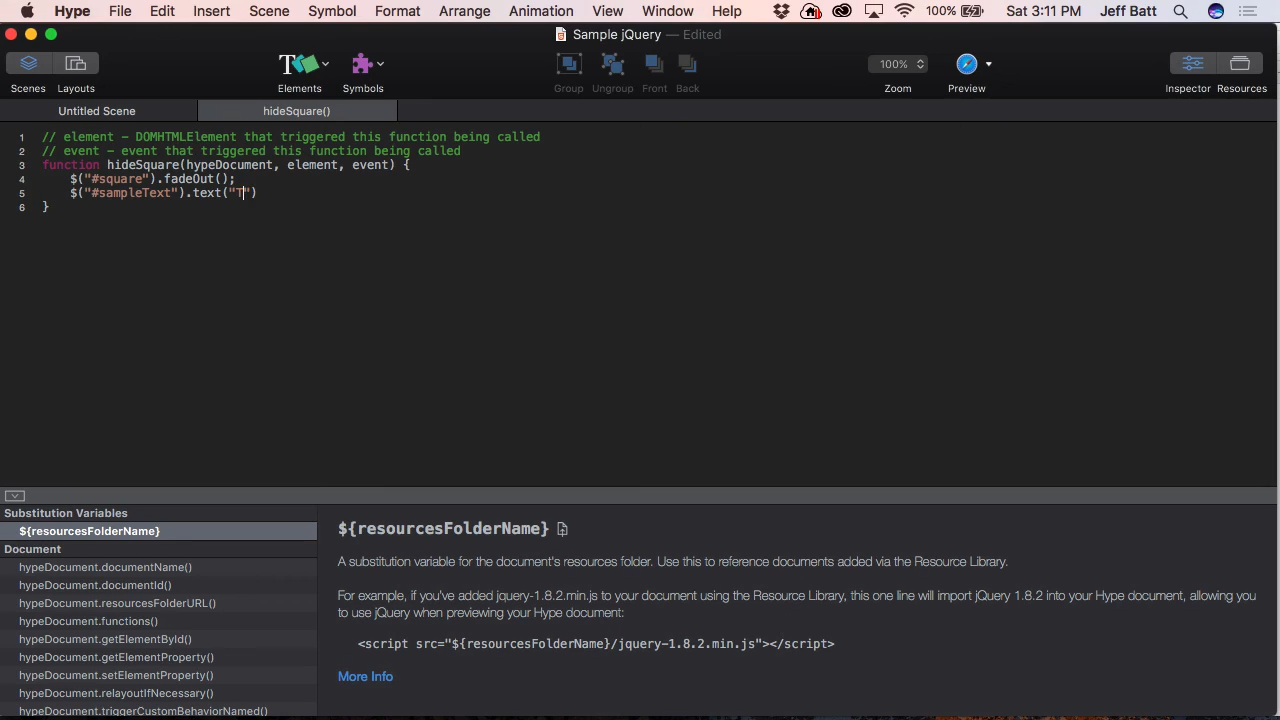 Hype File Edit Insert Scene Symbol Format Arrange Animation View Window Help 100% Sat 3:11 PM Jeff Batt
Sample jQuery — Edited
T 100%
Scenes Layouts Elements Symbols Group Ungroup Front Back Zoom Preview Inspector Resources
Untitled Scene hideSquare()
1 // element - DOMHTMLElement that triggered this function being called
2 // event - event that triggered this function being called
3 function hideSquare(hypeDocument, element, event) {
4 $("#square").fadeOut();
5 $("#sampleText").text("T")
6 }
Substitution Variables
${resourcesFolderName}
Document
hypeDocument.documentName()
hypeDocument.documentId()
hypeDocument.resourcesFolderURL()
hypeDocument.functions()
hypeDocument.getElementById()
hypeDocument.getElementProperty()
hypeDocument.setElementProperty()
hypeDocument.relayoutIfNecessary()
hypeDocument.triggerCustomBehaviorNamed()
${resourcesFolderName}
A substitution variable for the document's resources folder. Use this to reference documents added via the Resource Library.
For example, if you've added jquery-1.8.2.min.js to your document using the Resource Library, this one line will import jQuery 1.8.2 into your Hype document, allowing you
to use jQuery when previewing your Hype document:
<script src="${resourcesFolderName}/jquery-1.8.2.min.js"></script>
More Info